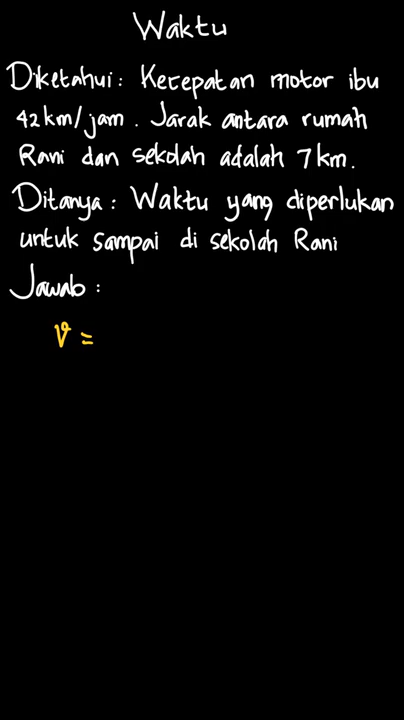 Waktu
Diketahui : Kecepatan motor ibu
42 km/jam . Jarak antara rumah
Rani dan sekolah adalah 7 km.
Ditanya : Waktu yang diperlukan
untuk sampai di sekolah Rani
Jawab :
V =